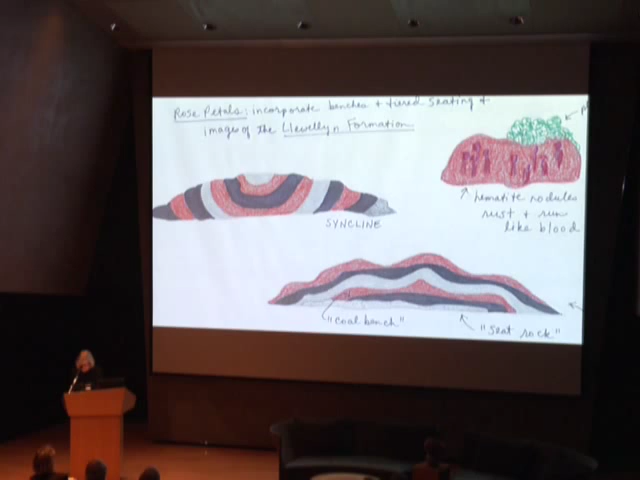 Rose Petals: incorporate benches + tiered seating +
images of the Llewellyn Formation
hematite nodules
rust + run
like blood
SYNCLINE
"coal bench"
"seat rock"